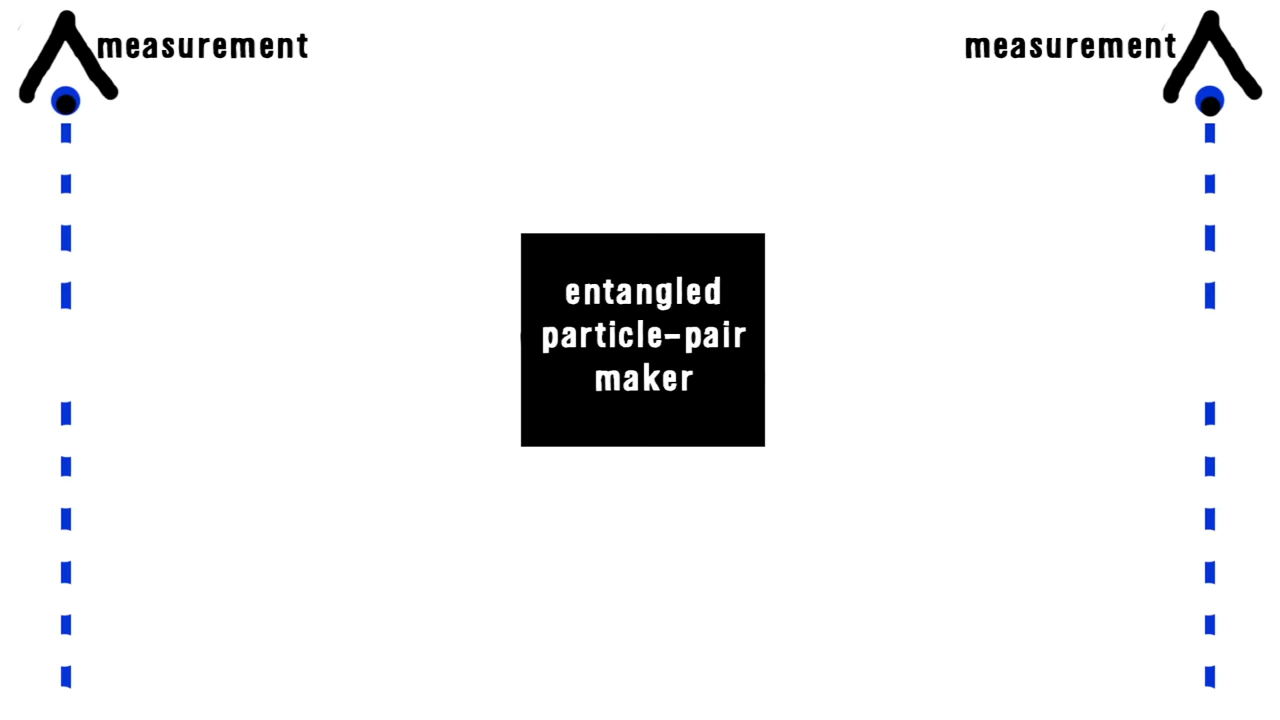 measurement
measurement
entangled
particle-pair
maker